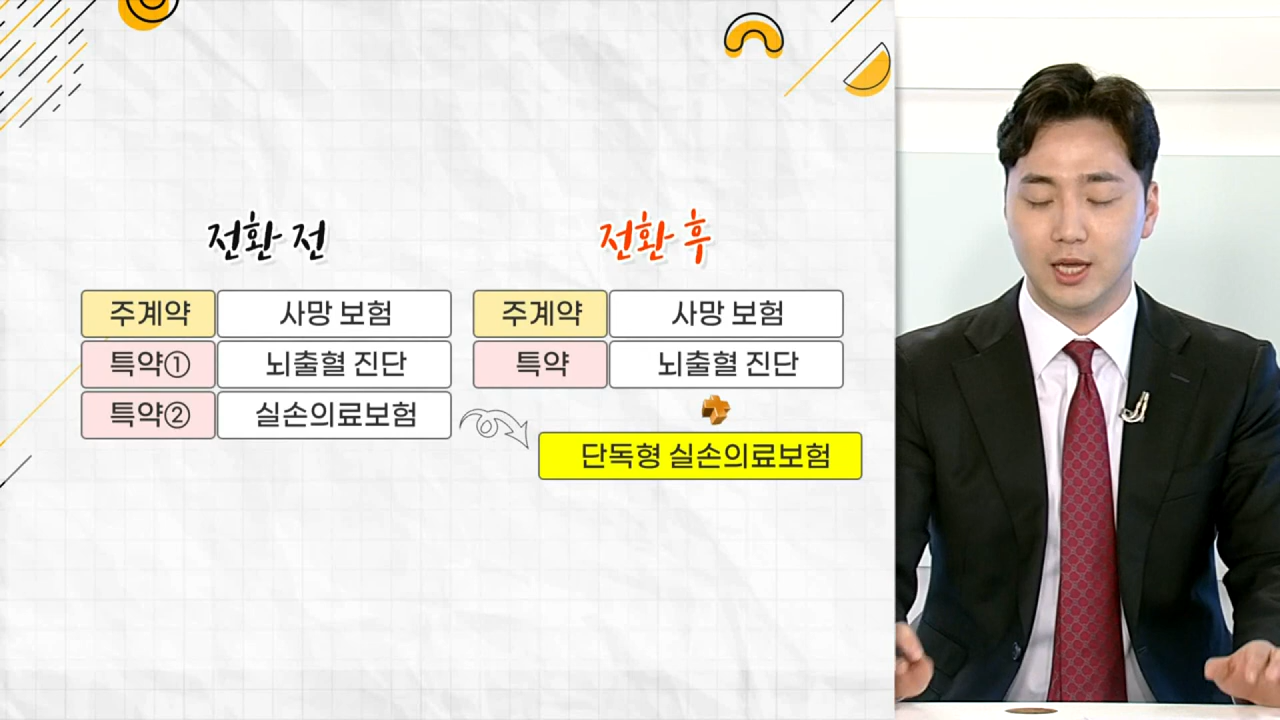 전환 전
주계약 사망 보험
특약① 뇌출혈 진단
특약② 실손의료보험
전환 후
주계약 사망 보험
특약 뇌출혈 진단
단독형 실손의료보험